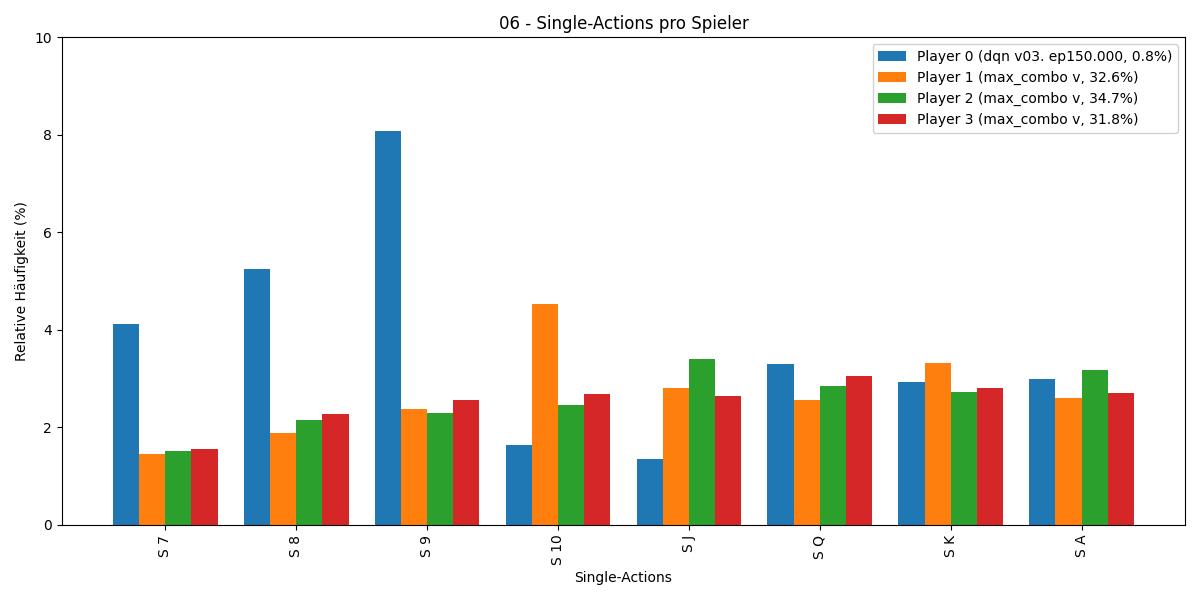 06 - Single-Actions pro Spieler
Player 0 (dqn v03. ep150.000, 0.8%)
Player 1 (max_combo v, 32.6%)
Player 2 (max_combo v, 34.7%)
Player 3 (max_combo v, 31.8%)
Relative Häufigkeit (%)
10
8
6
4
2
0
S 7
S 8
S 9
S 10
S J
S Q
S K
S A
Single-Actions